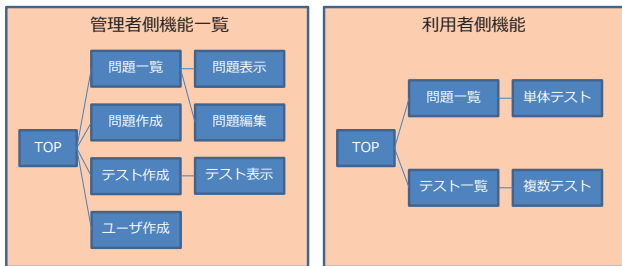 管理者側機能一覧
TOP
問題一覧
問題表示
問題編集
問題作成
テスト作成
テスト表示
ユーザ作成
利用者側機能
TOP
問題一覧
単体テスト
テスト一覧
複数テスト